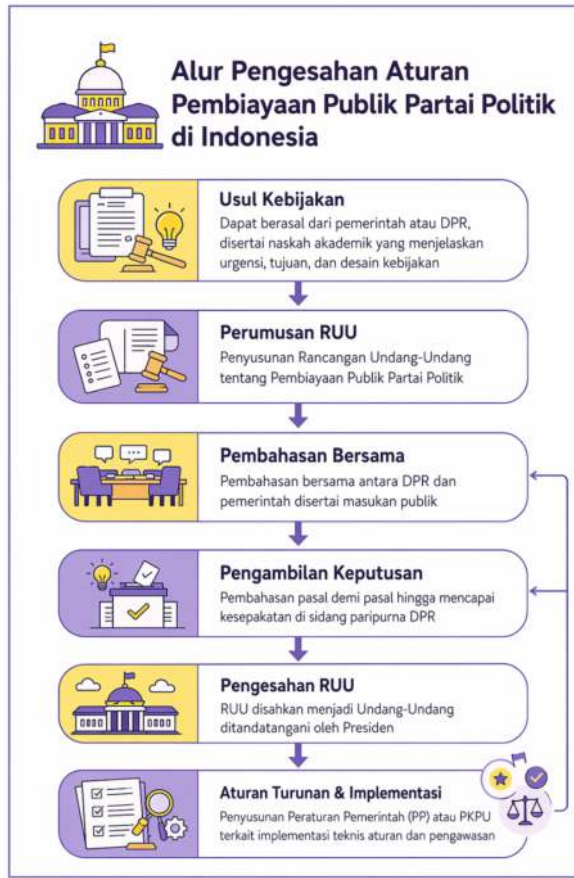 Alur Pengesahan Aturan
Pembiayaan Publik Partai Politik
di Indonesia
Usul Kebijakan
Dapat berasal dari pemerintah atau DPR,
disertai naskah akademik yang menjelaskan
urgensi, tujuan, dan desain kebijakan
Perumusan RUU
Penyusunan Rancangan Undang-Undang
tentang Pembiayaan Publik Partai Politik
Pembahasan Bersama
Pembahasan bersama antara DPR dan
pemerintah disertai masukan publik
Pengambilan Keputusan
Pembahasan pasal demi pasal hingga mencapai
kesepakatan di sidang paripurna DPR
Pengesahan RUU
RUU disahkan menjadi Undang-Undang
ditandatangani oleh Presiden
Aturan Turunan & Implementasi
Penyusunan Peraturan Pemerintah (PP) atau PKPU
terkait implementasi teknis aturan dan pengawasan